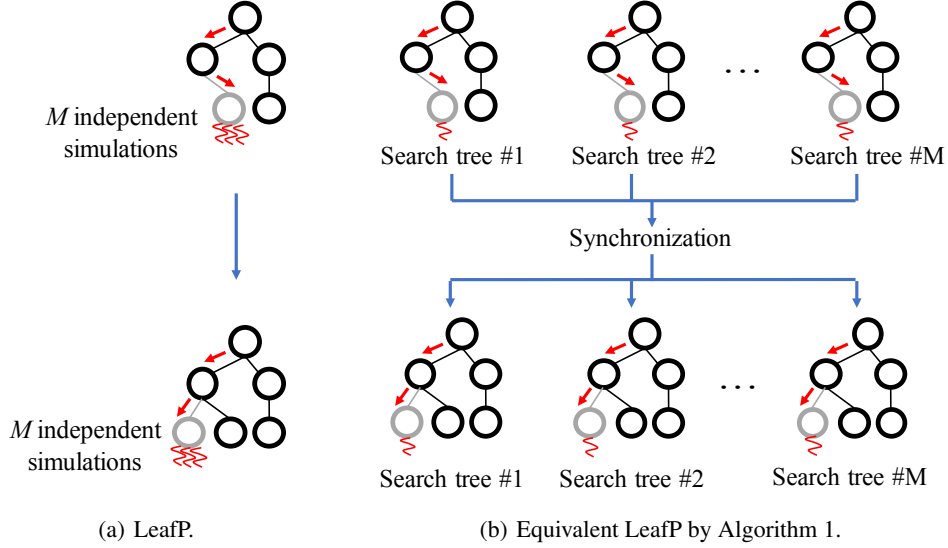 M independent
simulations
Search tree #1
Search tree #2
. . .
Search tree #M
Synchronization
M independent
simulations
. . .
Search tree #1
Search tree #2
Search tree #M
(a) LeafP.
(b) Equivalent LeafP by Algorithm 1.